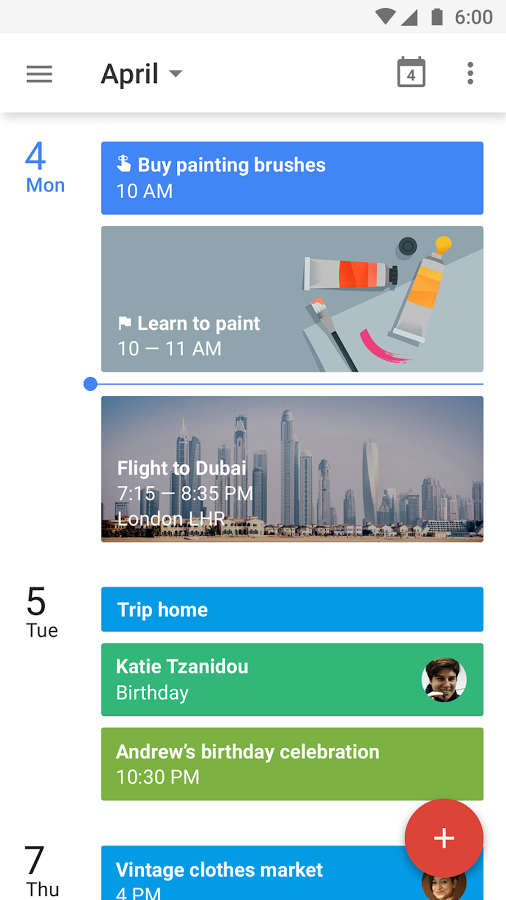 6:00
April
4
4
Mon
Buy painting brushes
10 AM
Learn to paint
10 — 11 AM
Flight to Dubai
7:15 — 8:35 PM
London LHR
5
Tue
Trip home
Katie Tzanidou
Birthday
Andrew’s birthday celebration
10:30 PM
7
Thu
Vintage clothes market
4 PM